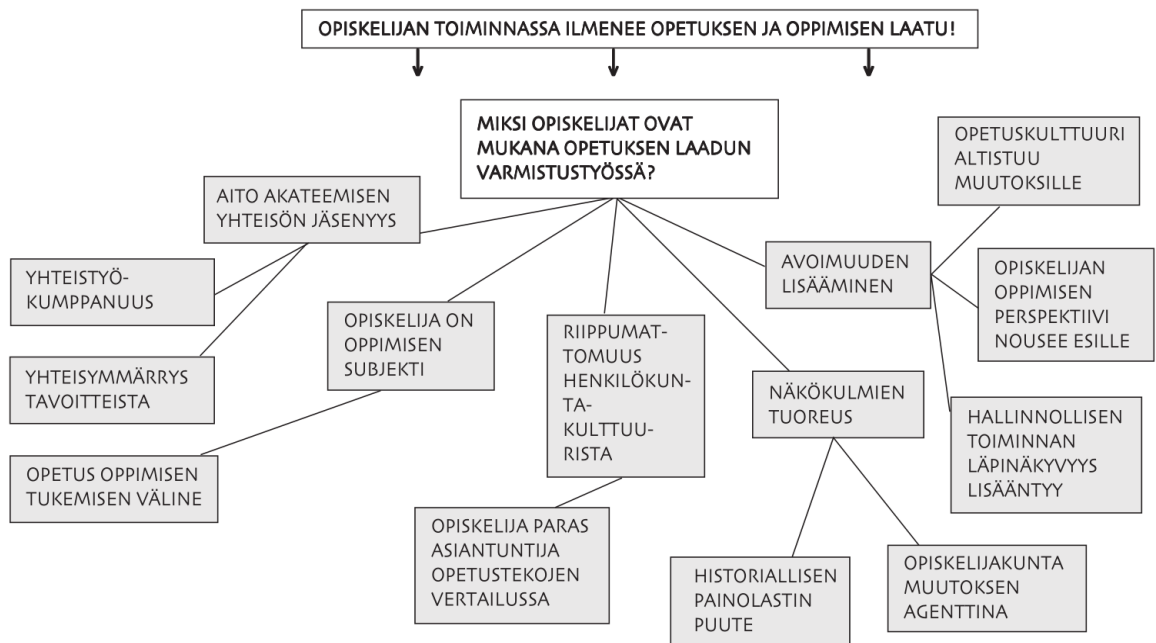 OPISKELIJAN TOIMINNASSA ILMENEE OPETUKSEN JA OPPIMISEN LAATU!
MIKSI OPISKELIJAT OVAT
MUKANA OPETUKSEN LAADUN
VARMISTUSTYÖSSÄ?
AITO AKATEEMISEN
YHTEISÖN JÄSENYYS
YHTEISTYÖ-
KUMPPANUUS
YHTEISYMMÄRRYS
TAVOITTEISTA
OPISKELIJA ON
OPPIMISEN
SUBJEKTI
OPETUS OPPIMISEN
TUKEMISEN VÄLINE
RIIPPUMAT-
TOMUUS
HENKILÖKUN-
TA-
KULTTUU-
RISTA
OPISKELIJA PARAS
ASIANTUNTIJA
OPETUSTEKOJEN
VERTAILUSSA
NÄKÖKULMIEN
TUOREUS
HISTORIALLISEN
PAINOLASTIN
PUUTE
OPISKELIJAKUNTA
MUUTOKSEN
AGENTTINA
AVOIMUUDEN
LISÄÄMINEN
OPETUSKULTTUURI
ALTISTUU
MUUTOKSILLE
OPISKELIJAN
OPPIMISEN
PERSPEKTIIVI
NOUSEE ESILLE
HALLINNOLLISEN
TOIMINNAN
LÄPINÄKYVYYS
LISÄÄNTYY